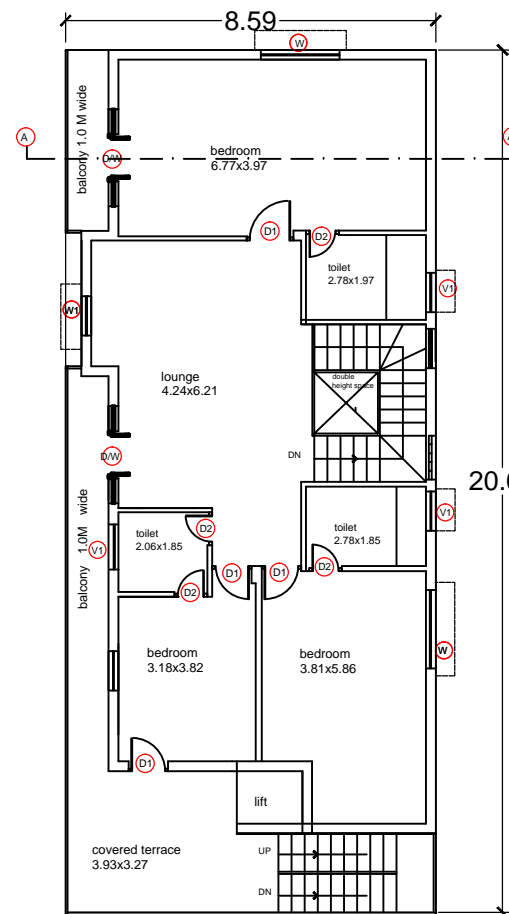 8.59
W
balcony 1.0 M wide
A
bedroom
6.77x3.97
D/W
D1
D2
toilet
2.78x1.97
V1
W1
double
height space
lounge
4.24x6.21
DN
D/W
20.
V1
toilet
2.06x1.85
D2
toilet
2.78x1.85
V1
balcony 1.0M wide
D1
D1
D2
D2
bedroom
3.18x3.82
bedroom
3.81x5.86
W
D1
lift
covered terrace
3.93x3.27
UP
DN